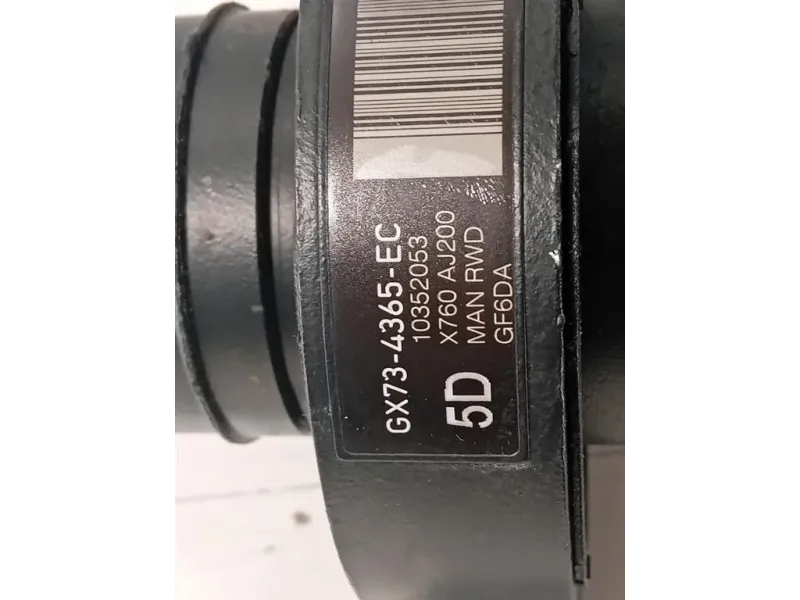 GX73-4365-EC
10352053
X760 AJ200
MAN RWD
GF6DA
5D